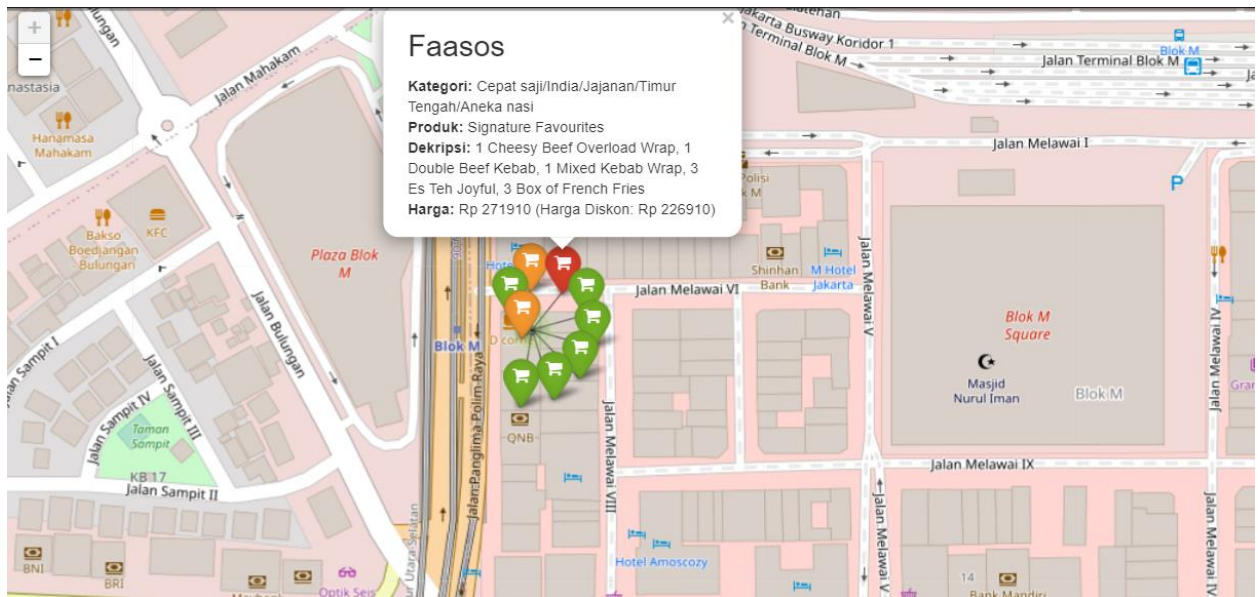 Faasos
Kategori: Cepat saji/India/Jajanan/Timur
Tengah/Aneka nasi
Produk: Signature Favourites
Dekripsi: 1 Cheesy Beef Overload Wrap, 1
Double Beef Kebab, 1 Mixed Kebab Wrap, 3
Es Teh Joyful, 3 Box of French Fries
Harga: Rp 271910 (Harga Diskon: Rp 226910)
×
+
−
Jalan Mahakam
Hanamasa
Mahakam
Bakso
Boedjangan
Bulungan
KFC
Plaza Blok
M
Jalan Bulungan
Jalan Sampit I
Jalan Sampit IV
Jalan Sampit III
Taman
Sampit
KB 17
Jalan Sampit II
BNI
BRI
Optik Seis
Blok M
Jalan Panglima Polim Raya
QNB
Jalan Melawai VIII
Hotel Amoscozy
Jalan Melawai VI
Shinhan
Bank
M Hotel
Jakarta
Jalan Melawai V
Jakarta Busway Koridor 1
Terminal Blok M
Blok M
Jalan Terminal Blok M
Jalan Melawai I
P
Blok M
Square
Masjid
Nurul Iman
Blok M
Jalan Melawai IV
Jalan Melawai IX
Jalan Melawai V
14
Bank Mandiri